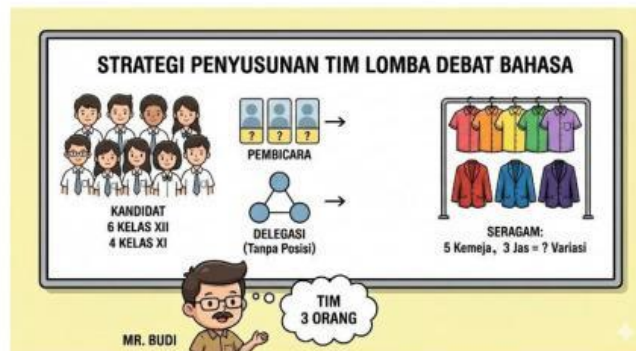 STRATEGI PENYUSUNAN TIM LOMBA DEBAT BAHASA
KANDIDAT
6 KELAS XII
4 KELAS XI
? ? ?
PEMBICARA
DELEGASI
(Tanpa Posisi)
SERAGAM:
5 Kemeja, 3 Jas = ? Variasi
TIM
3 ORANG
MR. BUDI